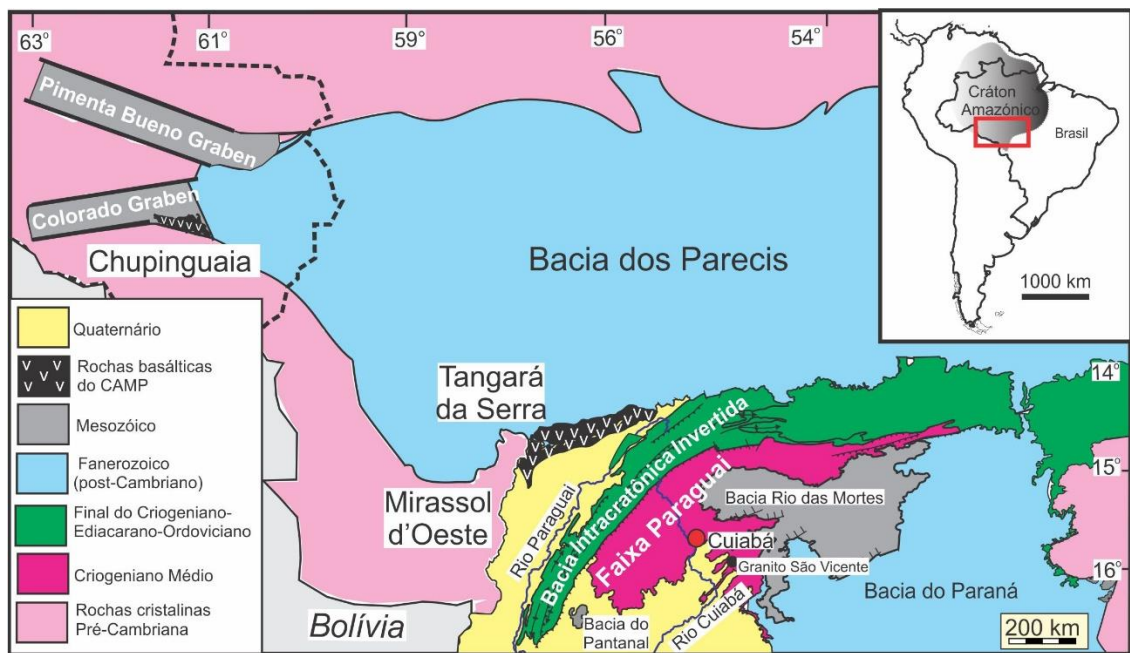 63° 61° 59° 56° 54°
Pimenta Bueno Graben
Colorado Graben
Chupinguaia
Bacia dos Parecis
Cráton
Amazónico
Brasil
1000 km
Quaternário
Rochas basálticas
do CAMP
Mesozóico
Fanerozoico
(post-Cambriano)
Final do Criogeniano-
Ediacarano-Ordoviciano
Criogeniano Médio
Rochas cristalinas
Pré-Cambriana
Tangará
da Serra
Mirassol
d'Oeste
Bolívia
Rio Paraguai
Bacia Intracratônica Invertida
Faixa Paraguai
Bacia Rio das Mortes
Cuiabá
Granito São Vicente
Rio Cuiabá
Bacia do
Pantanal
Bacia do Paraná
14°
15°
16°
200 km